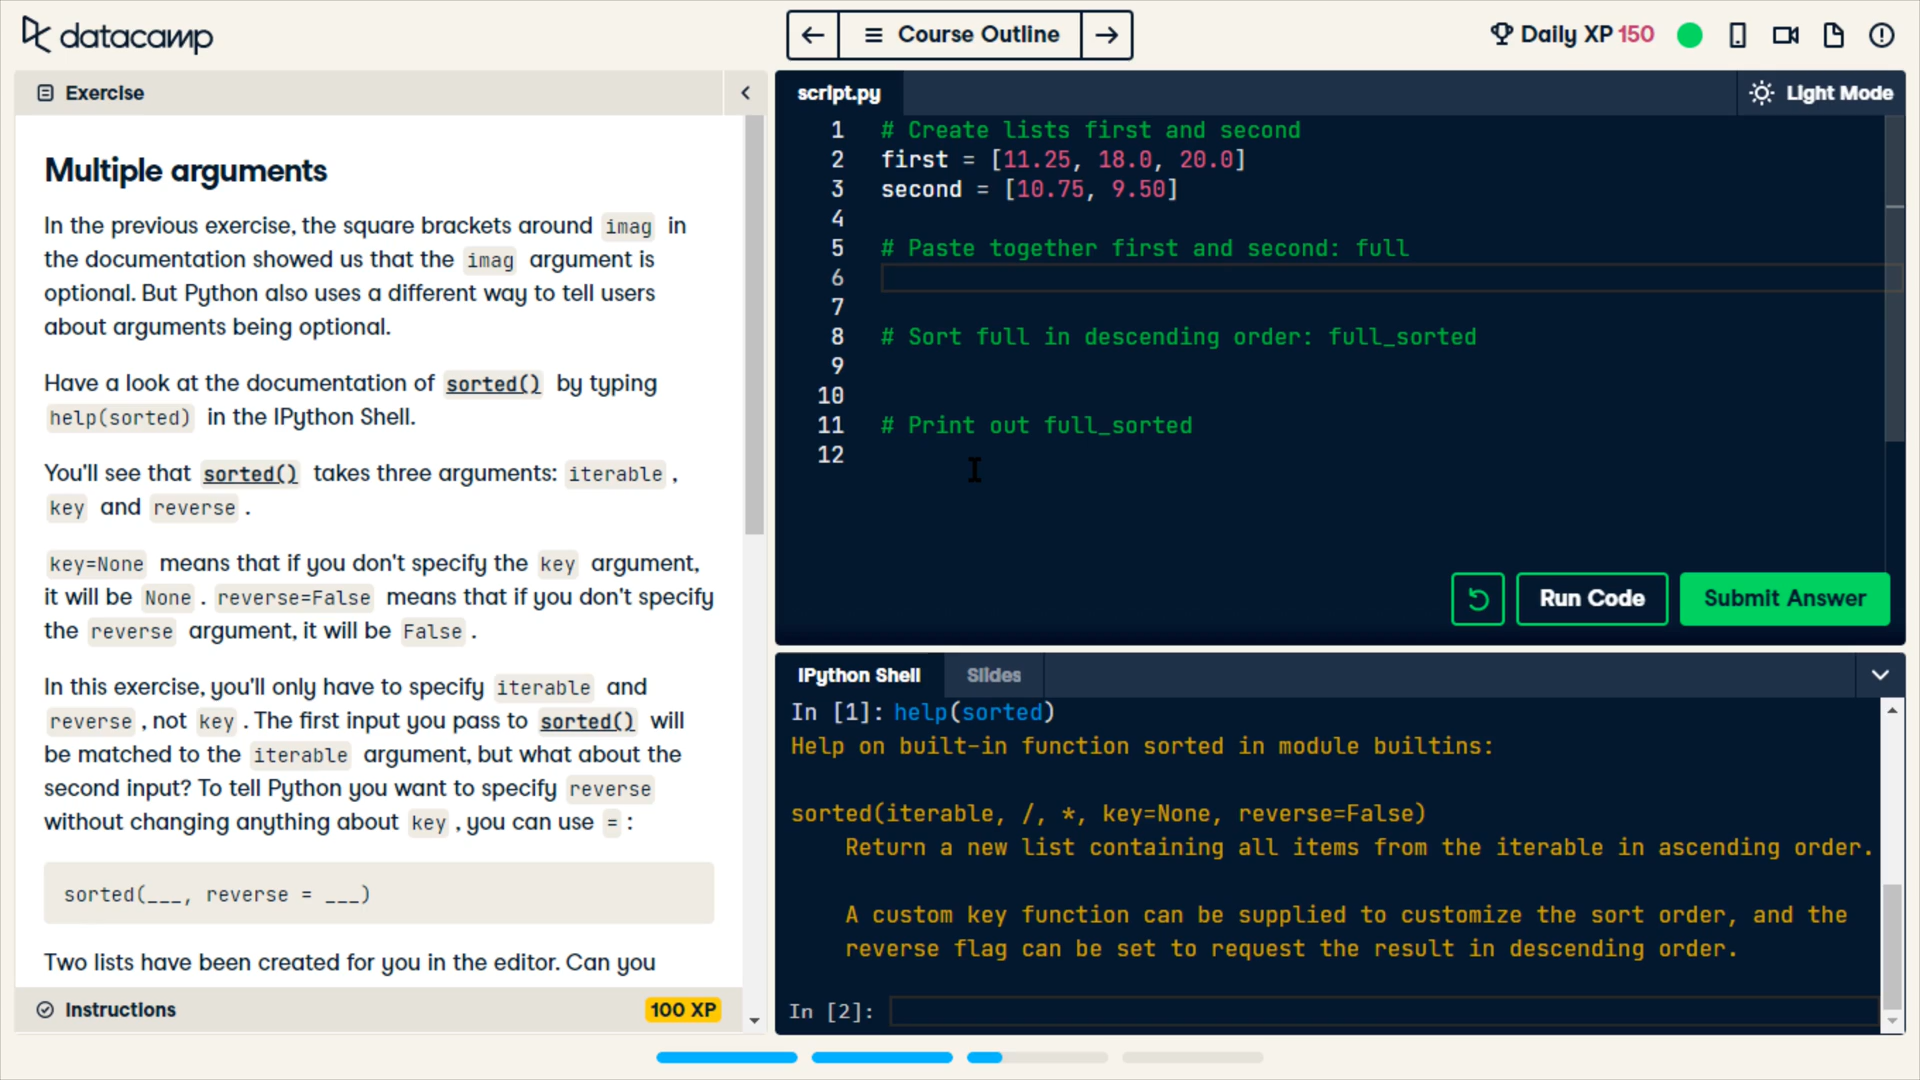 datacamp
Course Outline
Daily XP 150
Exercise
Multiple arguments
In the previous exercise, the square brackets around imag in
the documentation showed us that the imag argument is
optional. But Python also uses a different way to tell users
about arguments being optional.
Have a look at the documentation of sorted() by typing
help(sorted) in the IPython Shell.
You'll see that sorted() takes three arguments: iterable ,
key and reverse .
key=None means that if you don't specify the key argument,
it will be None . reverse=False means that if you don't specify
the reverse argument, it will be False .
In this exercise, you'll only have to specify iterable and
reverse , not key . The first input you pass to sorted() will
be matched to the iterable argument, but what about the
second input? To tell Python you want to specify reverse
without changing anything about key , you can use = :
sorted(___, reverse = ___)
Two lists have been created for you in the editor. Can you
Instructions
100 XP
script.py
Light Mode
1 # Create lists first and second
2 first = [11.25, 18.0, 20.0]
3 second = [10.75, 9.50]
4
5 # Paste together first and second: full
6
7
8 # Sort full in descending order: full_sorted
9
10
11 # Print out full_sorted
12
Run Code
Submit Answer
IPython Shell
Slides
In [1]: help(sorted)
Help on built-in function sorted in module builtins:
sorted(iterable, /, *, key=None, reverse=False)
Return a new list containing all items from the iterable in ascending order.
A custom key function can be supplied to customize the sort order, and the
reverse flag can be set to request the result in descending order.
In [2]: